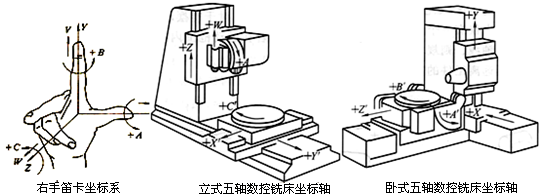 Y
V
+B
+A
+C
W
Z
+W
+Z
+A
+C'
+X'
+Y'
+Y
+B'
+Z'
+A'
+X
右手笛卡坐标系
立式五轴数控铣床坐标轴
卧式五轴数控铣床坐标轴